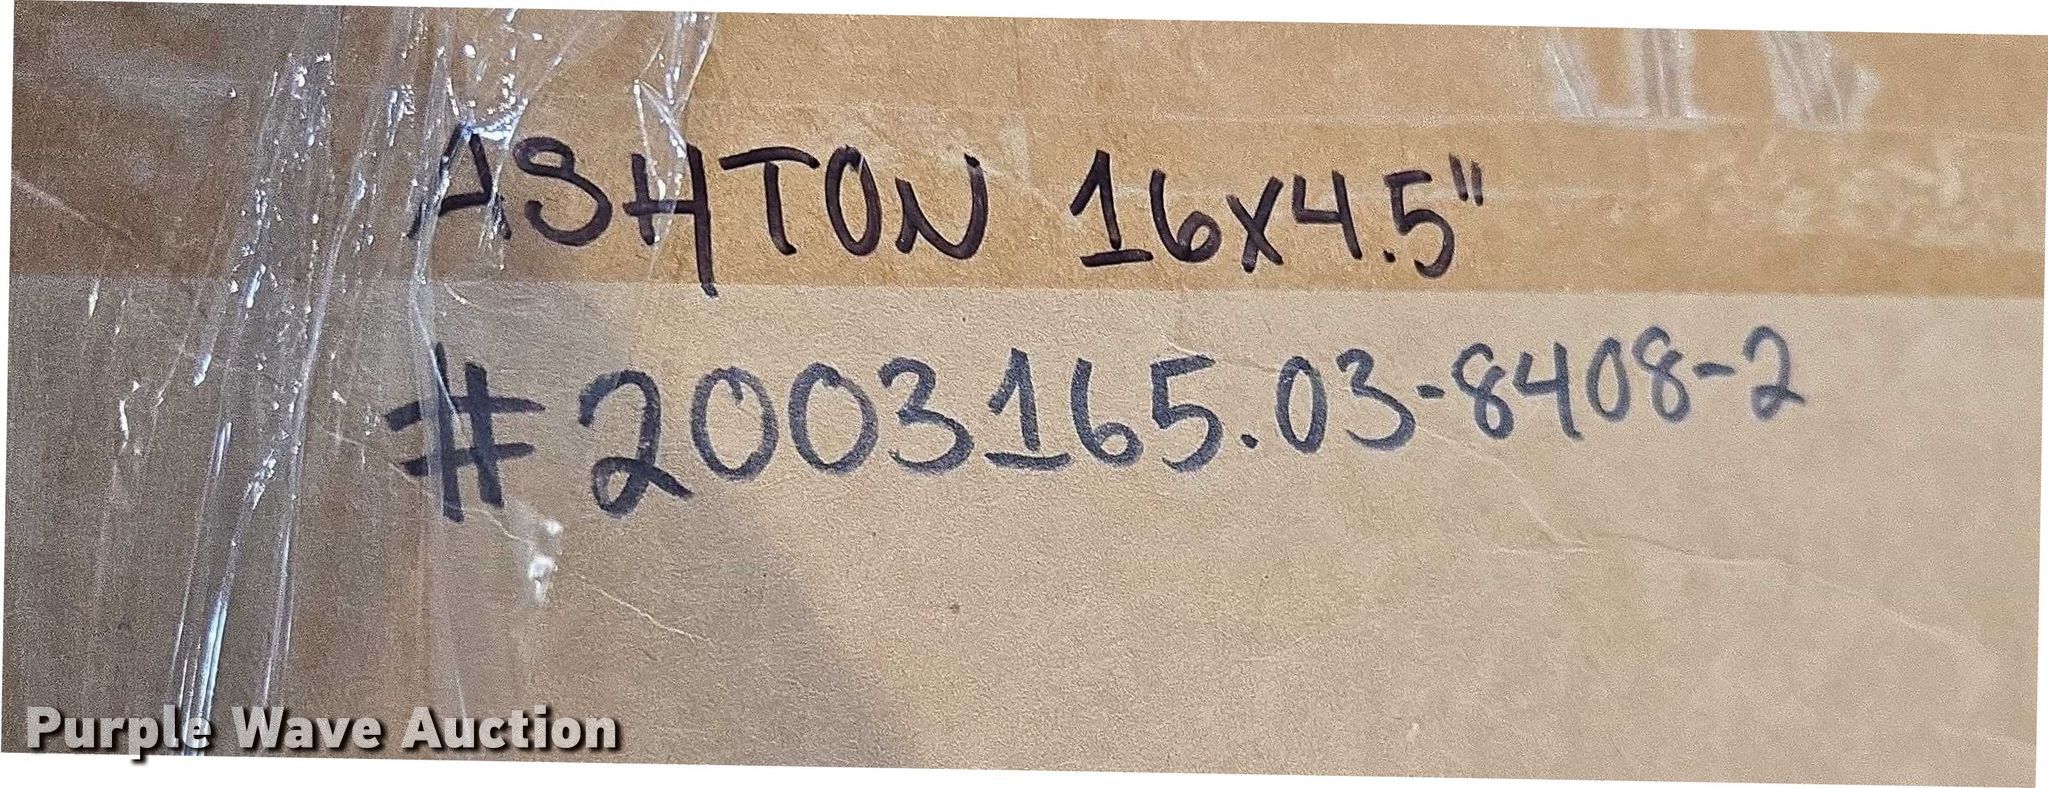 ASHTON 16x4.5"
#2003165.03-8408-2
Purple Wave Auction